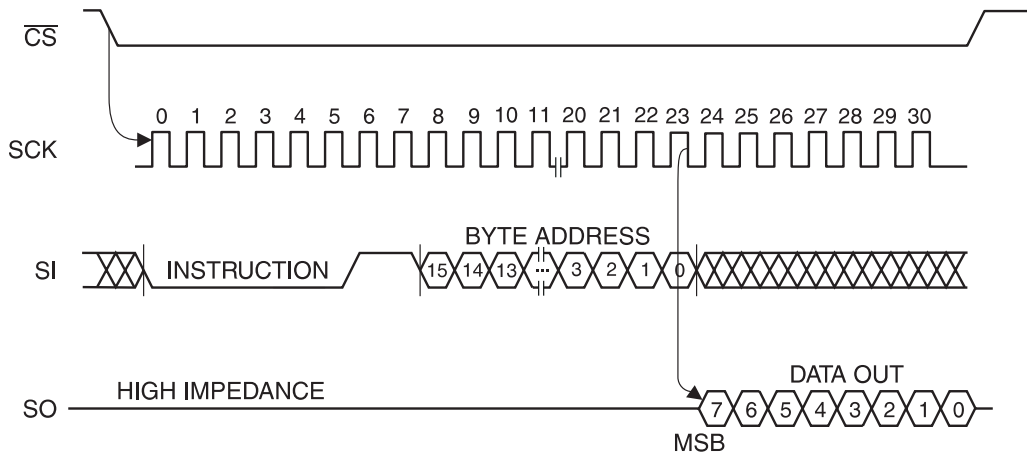 CS
0 1 2 3 4 5 6 7 8 9 10 11 20 21 22 23 24 25 26 27 28 29 30
SCK
BYTE ADDRESS
SI INSTRUCTION 15 14 13 ... 3 2 1 0
HIGH IMPEDANCE DATA OUT
SO 7 6 5 4 3 2 1 0
MSB